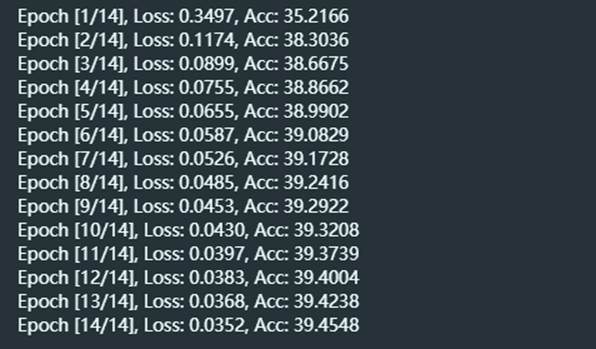 Epoch [1/14], Loss: 0.3497, Acc: 35.2166
Epoch [2/14], Loss: 0.1174, Acc: 38.3036
Epoch [3/14], Loss: 0.0899, Acc: 38.6675
Epoch [4/14], Loss: 0.0755, Acc: 38.8662
Epoch [5/14], Loss: 0.0655, Acc: 38.9902
Epoch [6/14], Loss: 0.0587, Acc: 39.0829
Epoch [7/14], Loss: 0.0526, Acc: 39.1728
Epoch [8/14], Loss: 0.0485, Acc: 39.2416
Epoch [9/14], Loss: 0.0453, Acc: 39.2922
Epoch [10/14], Loss: 0.0430, Acc: 39.3208
Epoch [11/14], Loss: 0.0397, Acc: 39.3739
Epoch [12/14], Loss: 0.0383, Acc: 39.4004
Epoch [13/14], Loss: 0.0368, Acc: 39.4238
Epoch [14/14], Loss: 0.0352, Acc: 39.4548